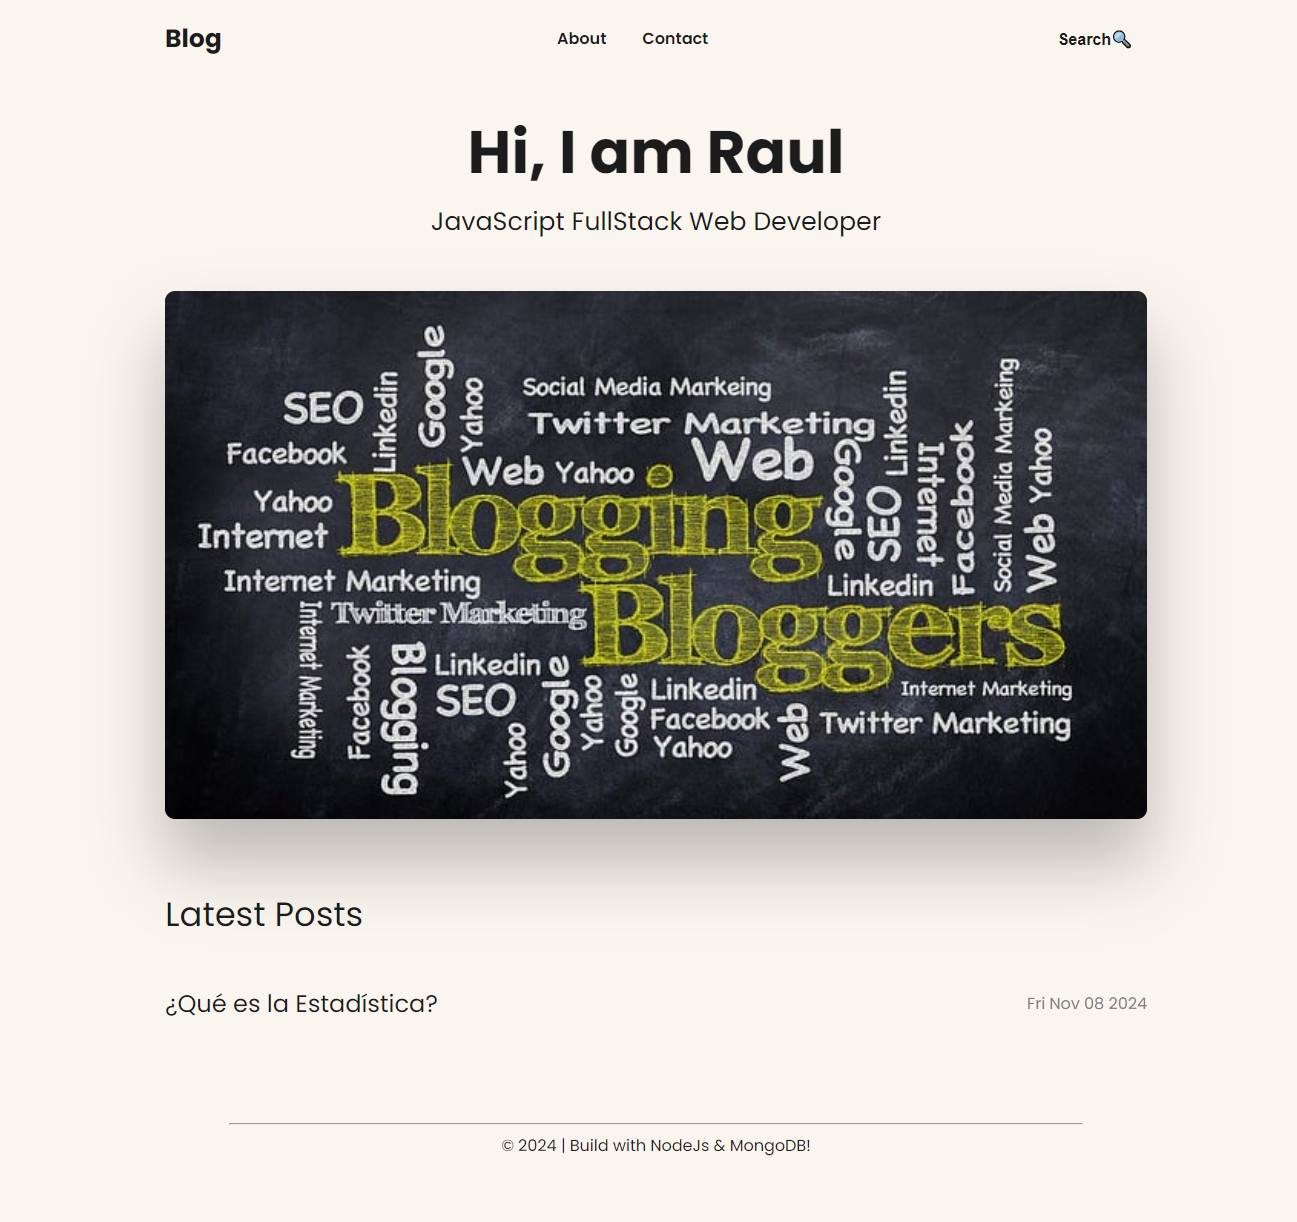 Blog
About
Contact
Search🔍
Hi, I am Raul
JavaScript FullStack Web Developer
Google
Linkedin
Yahoo
SEO
Social Media Markeing
Twitter Marketing
Linkedin
Social Media Markeing
Facebook
Web Yahoo
Web
Google
Internet
Facebook
Yahoo
Web Yahoo
SEO
Yahoo
Blogging
Internet
Internet Marketing
Linkedin
Twitter Marketing
Bloggers
Internet Marketing
Facebook
Blogging
Linkedin
SEO
Google
Yahoo
Yahoo
Google
Linkedin
Internet Marketing
Facebook
Yahoo
Web
Twitter Marketing
Latest Posts
¿Qué es la Estadística?
Fri Nov 08 2024
© 2024 | Build with NodeJs & MongoDB!